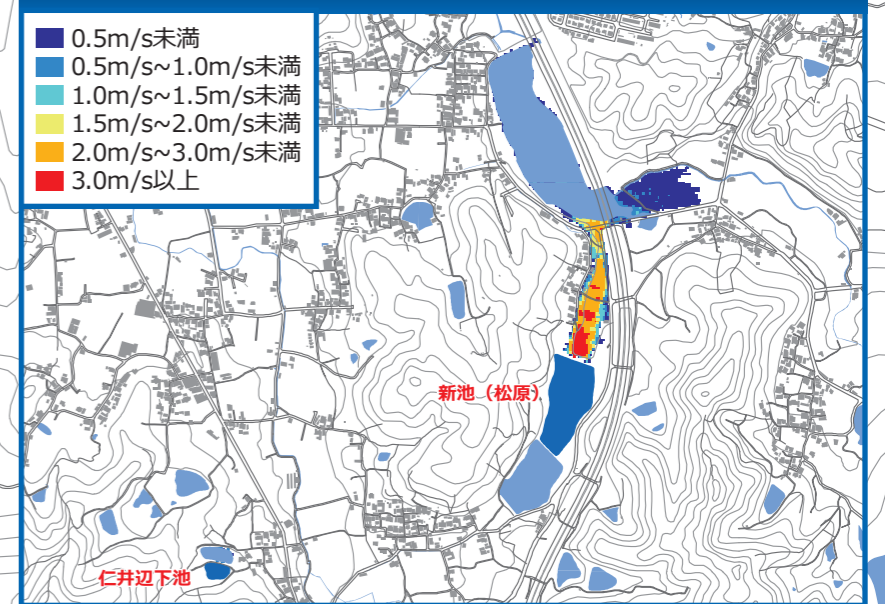 0.5m/s未満
0.5m/s~1.0m/s未満
1.0m/s~1.5m/s未満
1.5m/s~2.0m/s未満
2.0m/s~3.0m/s未満
3.0m/s以上
新池（松原）
仁井辺下池